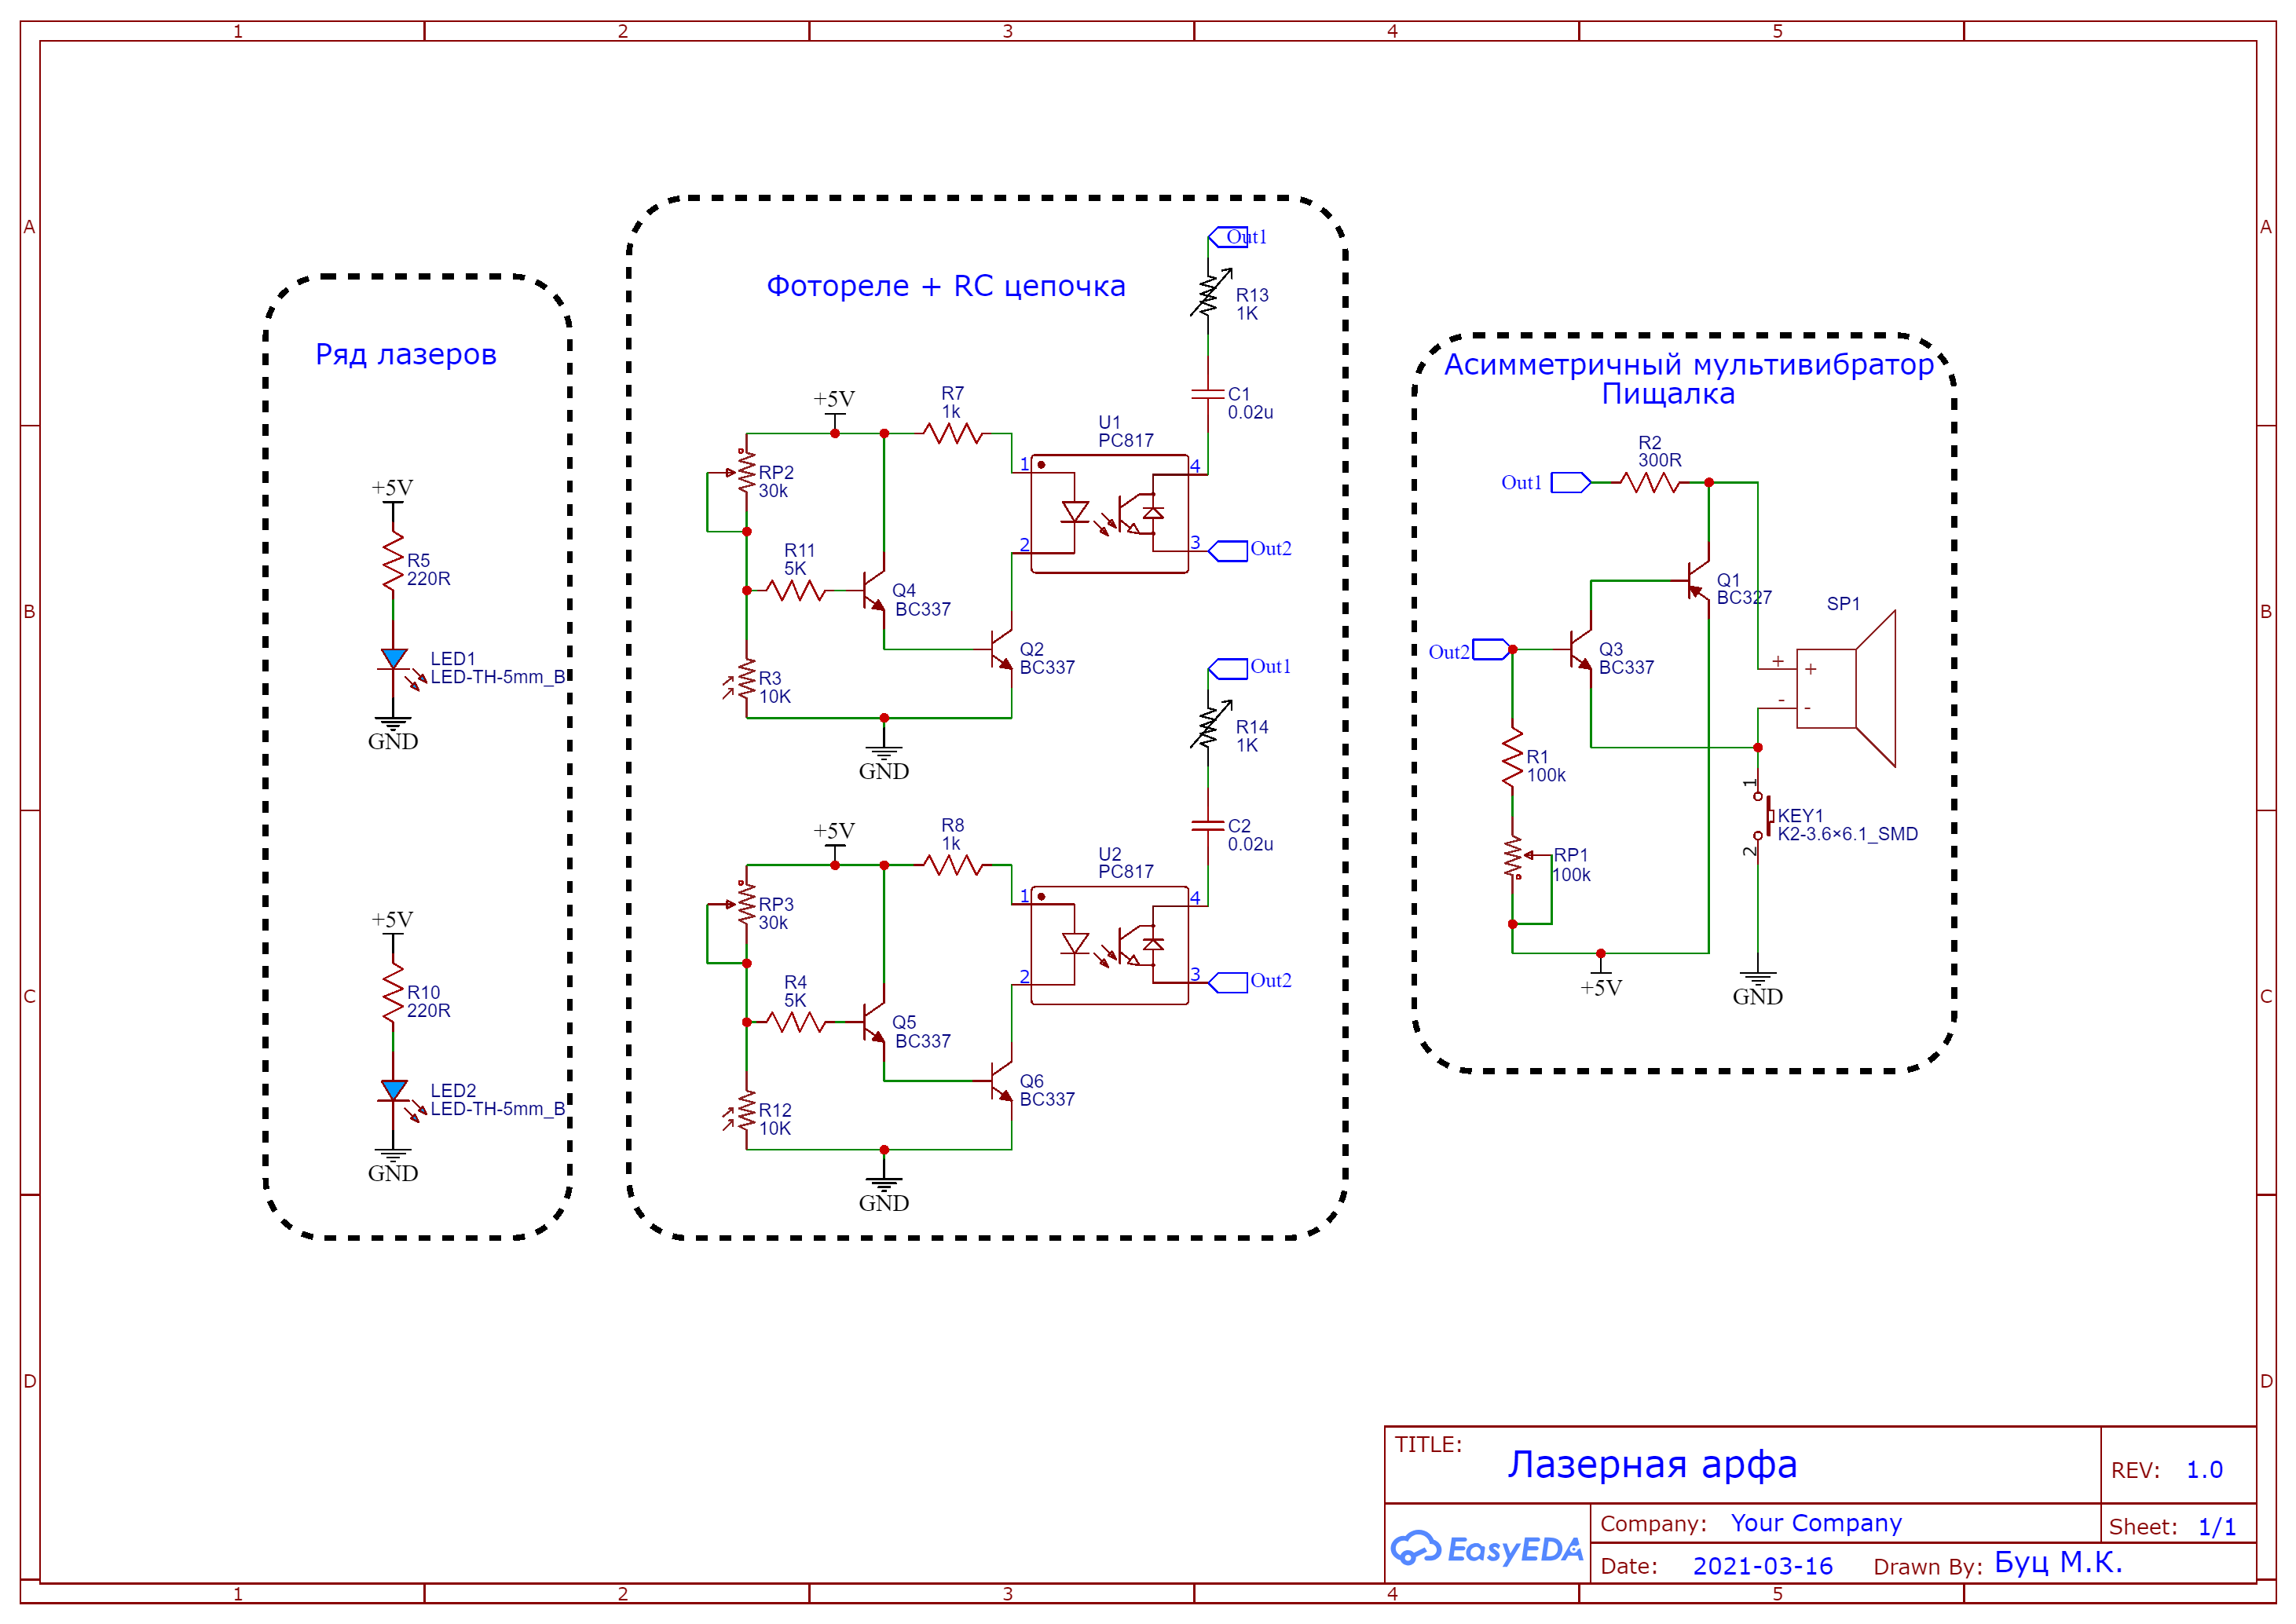 1 2 3 4 5
A A
B B
C C
D D
Ряд лазеров
+5V
R5
220R
LED1
LED-TH-5mm_B
GND
+5V
R10
220R
LED2
LED-TH-5mm_B
GND
Фотореле + RC цепочка
Out1
R13
1K
C1
0.02u
+5V
R7
1k
U1
PC817
1
2
4
3
Out2
RP2
30k
R11
5K
Q4
BC337
Q2
BC337
R3
10K
GND
Out1
R14
1K
C2
0.02u
+5V
R8
1k
U2
PC817
1
2
4
3
Out2
RP3
30k
R4
5K
Q5
BC337
Q6
BC337
R12
10K
GND
Асимметричный мультивибратор
Пищалка
R2
300R
Out1
Q1
BC327
SP1
Out2
Q3
BC337
+ +
- -
R1
100k
1
KEY1
K2-3.6×6.1_SMD
2
RP1
100k
+5V
GND
TITLE:
Лазерная арфа
REV: 1.0
EasyEDA
Company: Your Company
Sheet: 1/1
Date: 2021-03-16
Drawn By: Буц М.К.
1 2 3 4 5